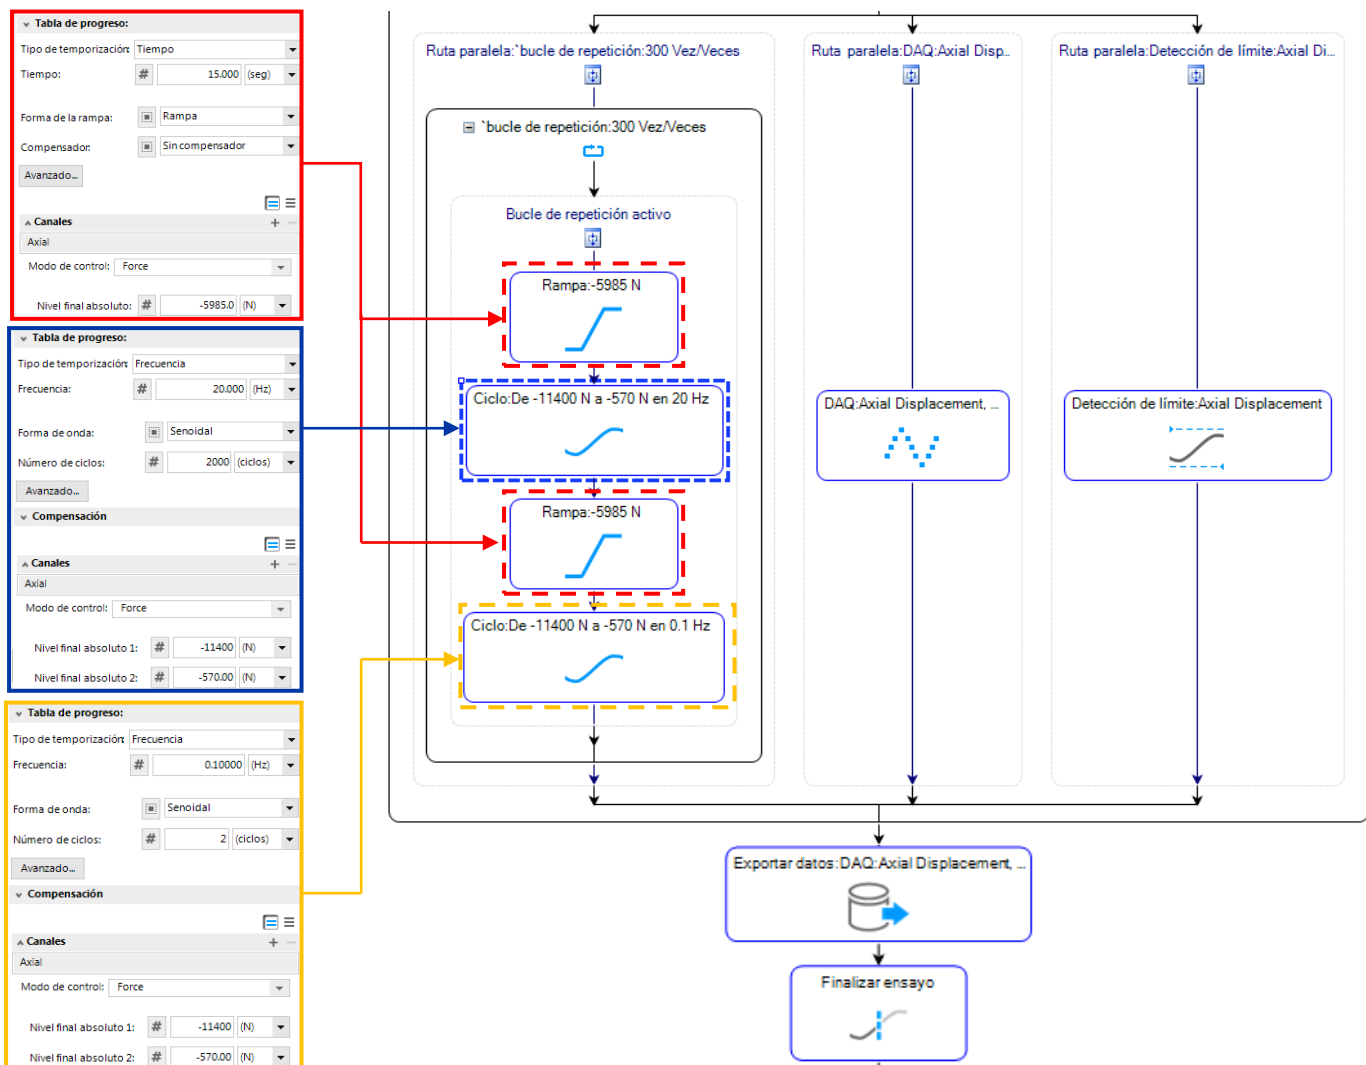 Tabla de progreso:
Tipo de temporización: Tiempo
Tiempo: # 15.000 (seg)
Forma de la rampa: Rampa
Compensador: Sin compensador
Avanzado...
Canales + −
Axial
Modo de control: Force
Nivel final absoluto: # -5985.0 (N)
Tabla de progreso:
Tipo de temporización: Frecuencia
Frecuencia: # 20.000 (Hz)
Forma de onda: Senoidal
Número de ciclos: # 2000 (ciclos)
Avanzado...
Compensación
Canales + −
Axial
Modo de control: Force
Nivel final absoluto 1: # -11400 (N)
Nivel final absoluto 2: # -570.00 (N)
Tabla de progreso:
Tipo de temporización: Frecuencia
Frecuencia: # 0.10000 (Hz)
Forma de onda: Senoidal
Número de ciclos: # 2 (ciclos)
Avanzado...
Compensación
Canales + −
Axial
Modo de control: Force
Nivel final absoluto 1: # -11400 (N)
Nivel final absoluto 2: # -570.00 (N)
Ruta paralela:`bucle de repetición:300 Vez/Veces
`bucle de repetición:300 Vez/Veces
Bucle de repetición activo
Rampa:-5985 N
Ciclo:De -11400 N a -570 N en 20 Hz
Rampa:-5985 N
Ciclo:De -11400 N a -570 N en 0.1 Hz
Ruta paralela:DAQ:Axial Disp...
DAQ:Axial Displacement, ...
Ruta paralela:Detección de límite:Axial Di...
Detección de límite:Axial Displacement
Exportar datos:DAQ:Axial Displacement, ...
Finalizar ensayo